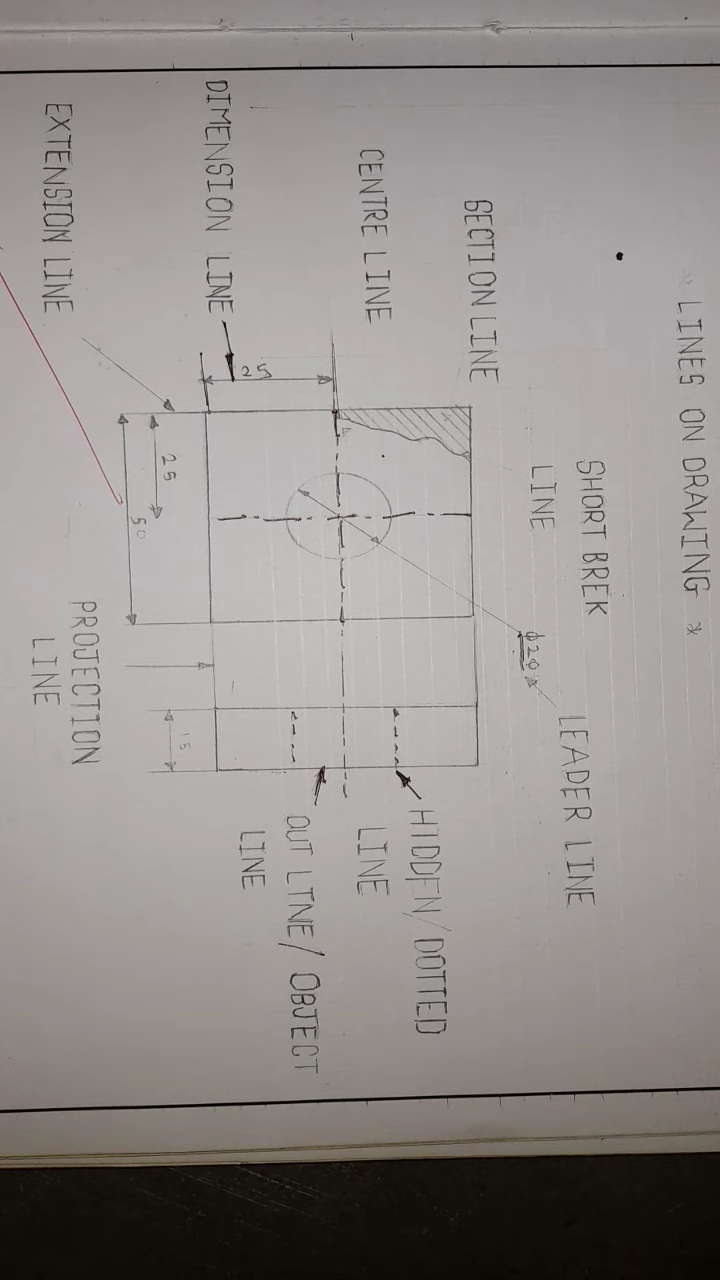 LINES ON DRAWING *
SHORT BREK
LINE
LEADER LINE
SECTION LINE
ϕ20
CENTRE LINE
HIDDEN/DOTTED
LINE
DIMENSION LINE
25
OUT LINE/OBJECT
LINE
25
50
15
EXTENSION LINE
PROJECTION
LINE